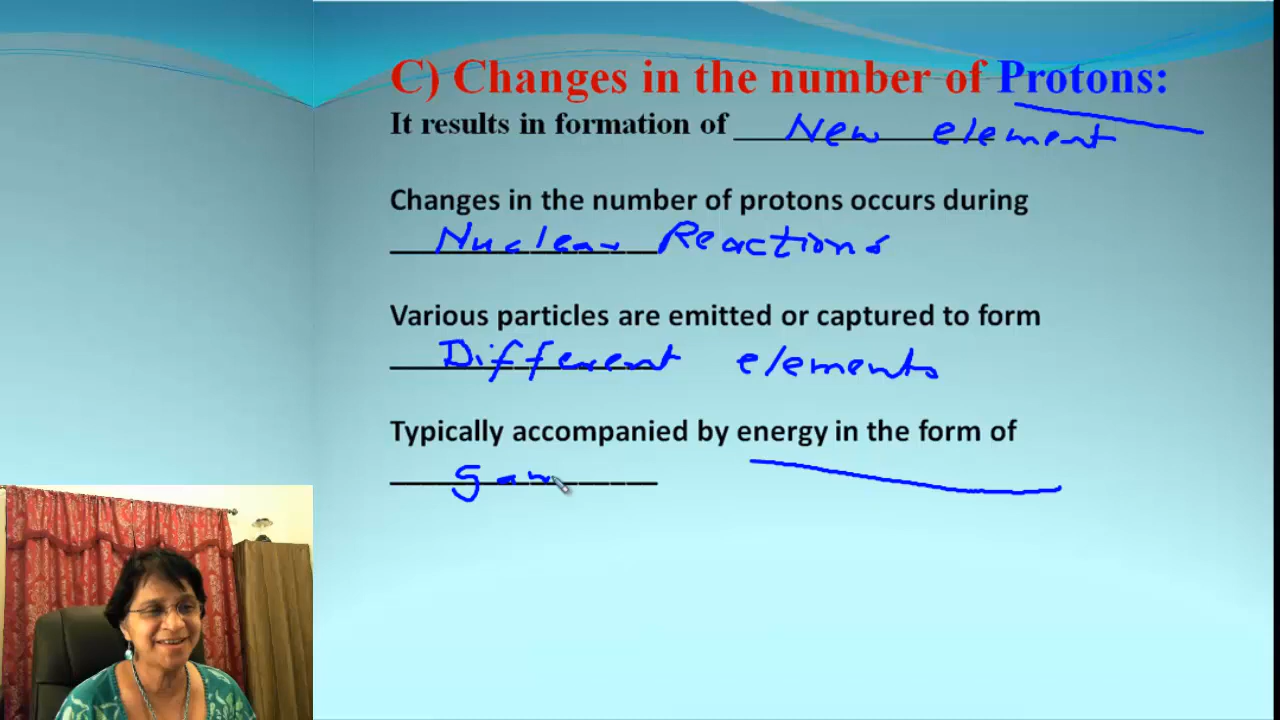 C) Changes in the number of Protons:
It results in formation of New element
Changes in the number of protons occurs during
Nuclear Reactions
Various particles are emitted or captured to form
Different elements
Typically accompanied by energy in the form of